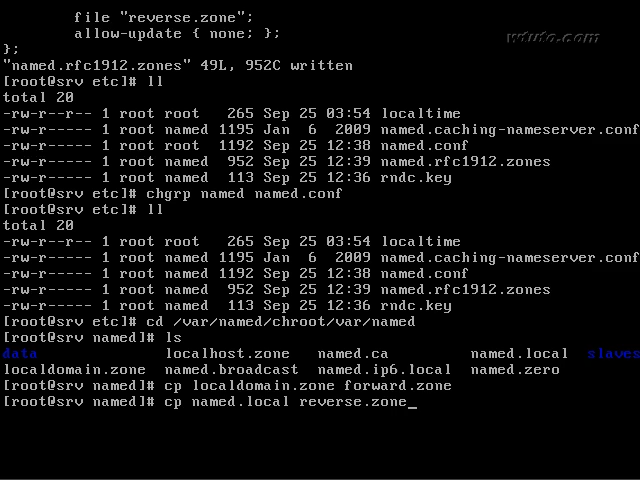 file "reverse.zone";
allow-update { none; };
wtuto.com
};
"named.rfc1912.zones" 49L, 952C written
[root@srv etc]# ll
total 20
-rw-r--r-- 1 root root   265 Sep 25 03:54 localtime
-rw-r----- 1 root named 1195 Jan  6  2009 named.caching-nameserver.conf
-rw-r----- 1 root root  1192 Sep 25 12:38 named.conf
-rw-r----- 1 root named  952 Sep 25 12:39 named.rfc1912.zones
-rw-r----- 1 root named  113 Sep 25 12:36 rndc.key
[root@srv etc]# chgrp named named.conf
[root@srv etc]# ll
total 20
-rw-r--r-- 1 root root   265 Sep 25 03:54 localtime
-rw-r----- 1 root named 1195 Jan  6  2009 named.caching-nameserver.conf
-rw-r----- 1 root named 1192 Sep 25 12:38 named.conf
-rw-r----- 1 root named  952 Sep 25 12:39 named.rfc1912.zones
-rw-r----- 1 root named  113 Sep 25 12:36 rndc.key
[root@srv etc]# cd /var/named/chroot/var/named
[root@srv named]# ls
data              localhost.zone   named.ca         named.local  slaves
localdomain.zone  named.broadcast  named.ip6.local  named.zero
[root@srv named]# cp localdomain.zone forward.zone
[root@srv named]# cp named.local reverse.zone_